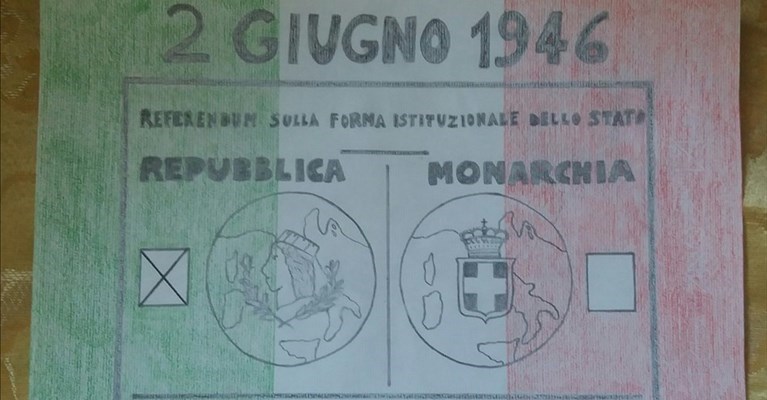 2 GIUGNO 1946
REFERENDUM SULLA FORMA ISTITUZIONALE DELLO STATO
REPUBBLICA MONARCHIA